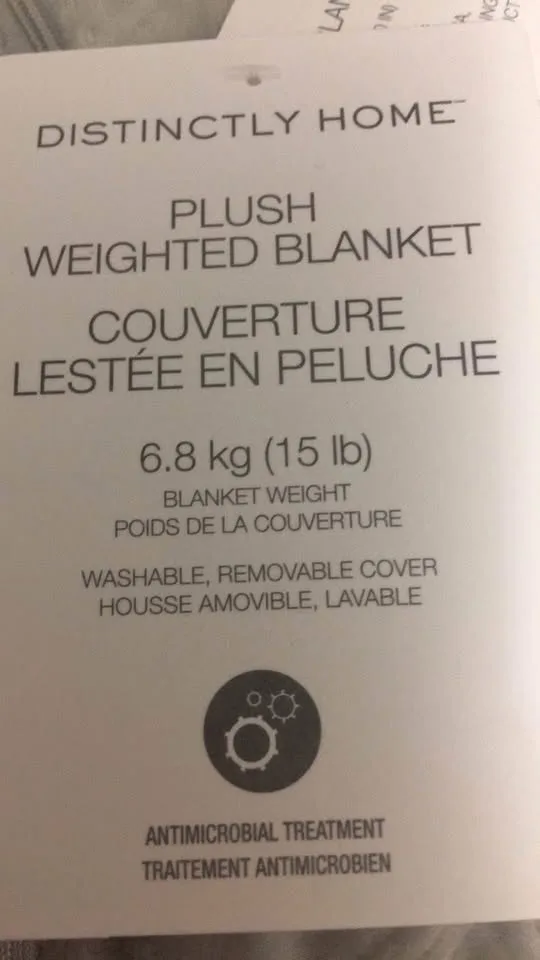 DISTINCTLY HOME™
PLUSH
WEIGHTED BLANKET
COUVERTURE
LESTÉE EN PELUCHE
6.8 kg (15 lb)
BLANKET WEIGHT
POIDS DE LA COUVERTURE
WASHABLE, REMOVABLE COVER
HOUSSE AMOVIBLE, LAVABLE
ANTIMICROBIAL TREATMENT
TRAITEMENT ANTIMICROBIEN